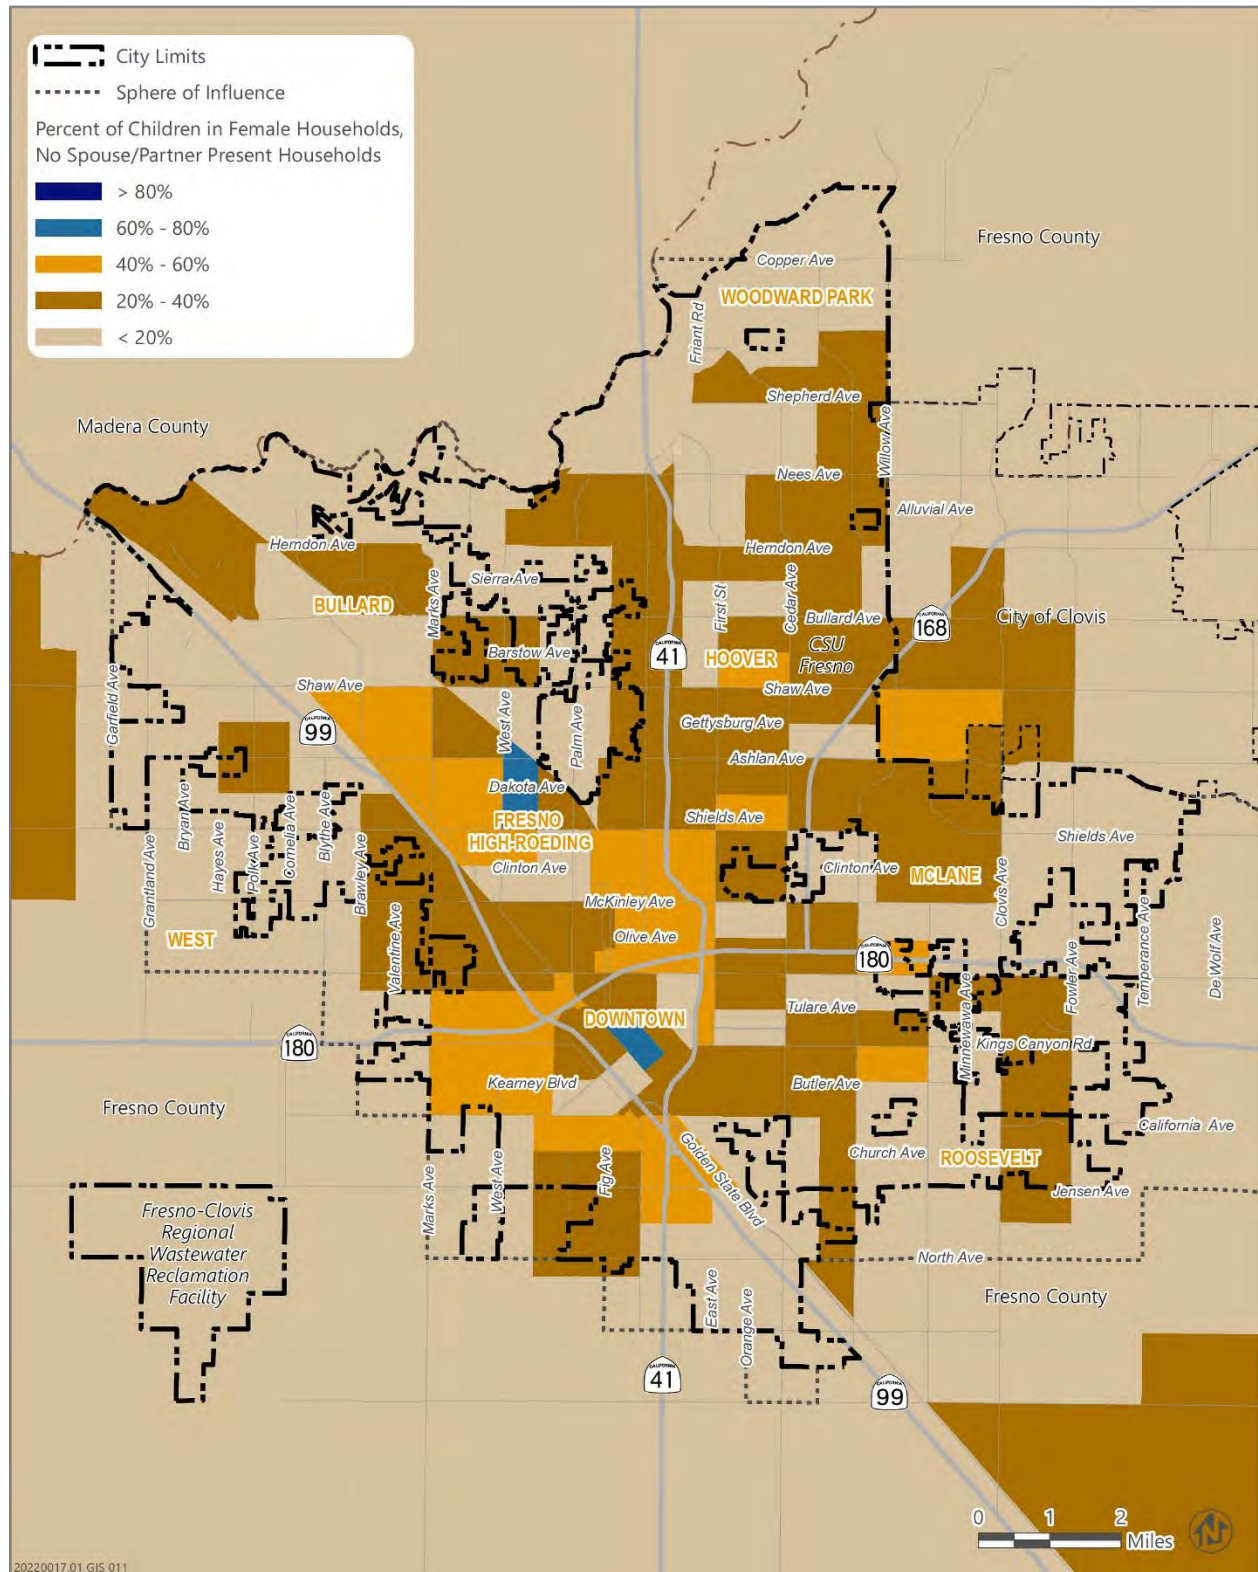 City Limits
Sphere of Influence
Percent of Children in Female Households,
No Spouse/Partner Present Households
> 80%
60% - 80%
40% - 60%
20% - 40%
< 20%
Fresno County
Copper Ave
WOODWARD PARK
Friant Rd
Shepherd Ave
Willow Ave
Madera County
Nees Ave
Alluvial Ave
Herndon Ave
Herndon Ave
Sierra Ave
BULLARD
Marks Ave
First St
Cedar Ave
Bullard Ave
CALIFORNIA
168
City of Clovis
Barstow Ave
CALIFORNIA
41
HOOVER
CSU
Fresno
Shaw Ave
Shaw Ave
Garfield Ave
CALIFORNIA
99
West Ave
Palm Ave
Gettysburg Ave
Ashlan Ave
Dakota Ave
FRESNO
HIGH-ROEDING
Shields Ave
Shields Ave
Grantland Ave
Bryan Ave
Hayes Ave
Polk Ave
Cornelia Ave
Blythe Ave
Brawley Ave
Clinton Ave
Clinton Ave
MCLANE
Clovis Ave
McKinley Ave
WEST
Valentine Ave
Olive Ave
CALIFORNIA
180
Minnewawa Ave
Fowler Ave
Temperance Ave
De Wolf Ave
DOWNTOWN
Tulare Ave
CALIFORNIA
180
Kings Canyon Rd
Kearney Blvd
Butler Ave
Fresno County
California Ave
Golden State Blvd
Church Ave
ROOSEVELT
Marks Ave
West Ave
Fig Ave
Jensen Ave
Fresno-Clovis
Regional
Wastewater
Reclamation
Facility
North Ave
Fresno County
East Ave
Orange Ave
CALIFORNIA
41
CALIFORNIA
99
0 1 2
Miles
N
20220017.01 GIS 011